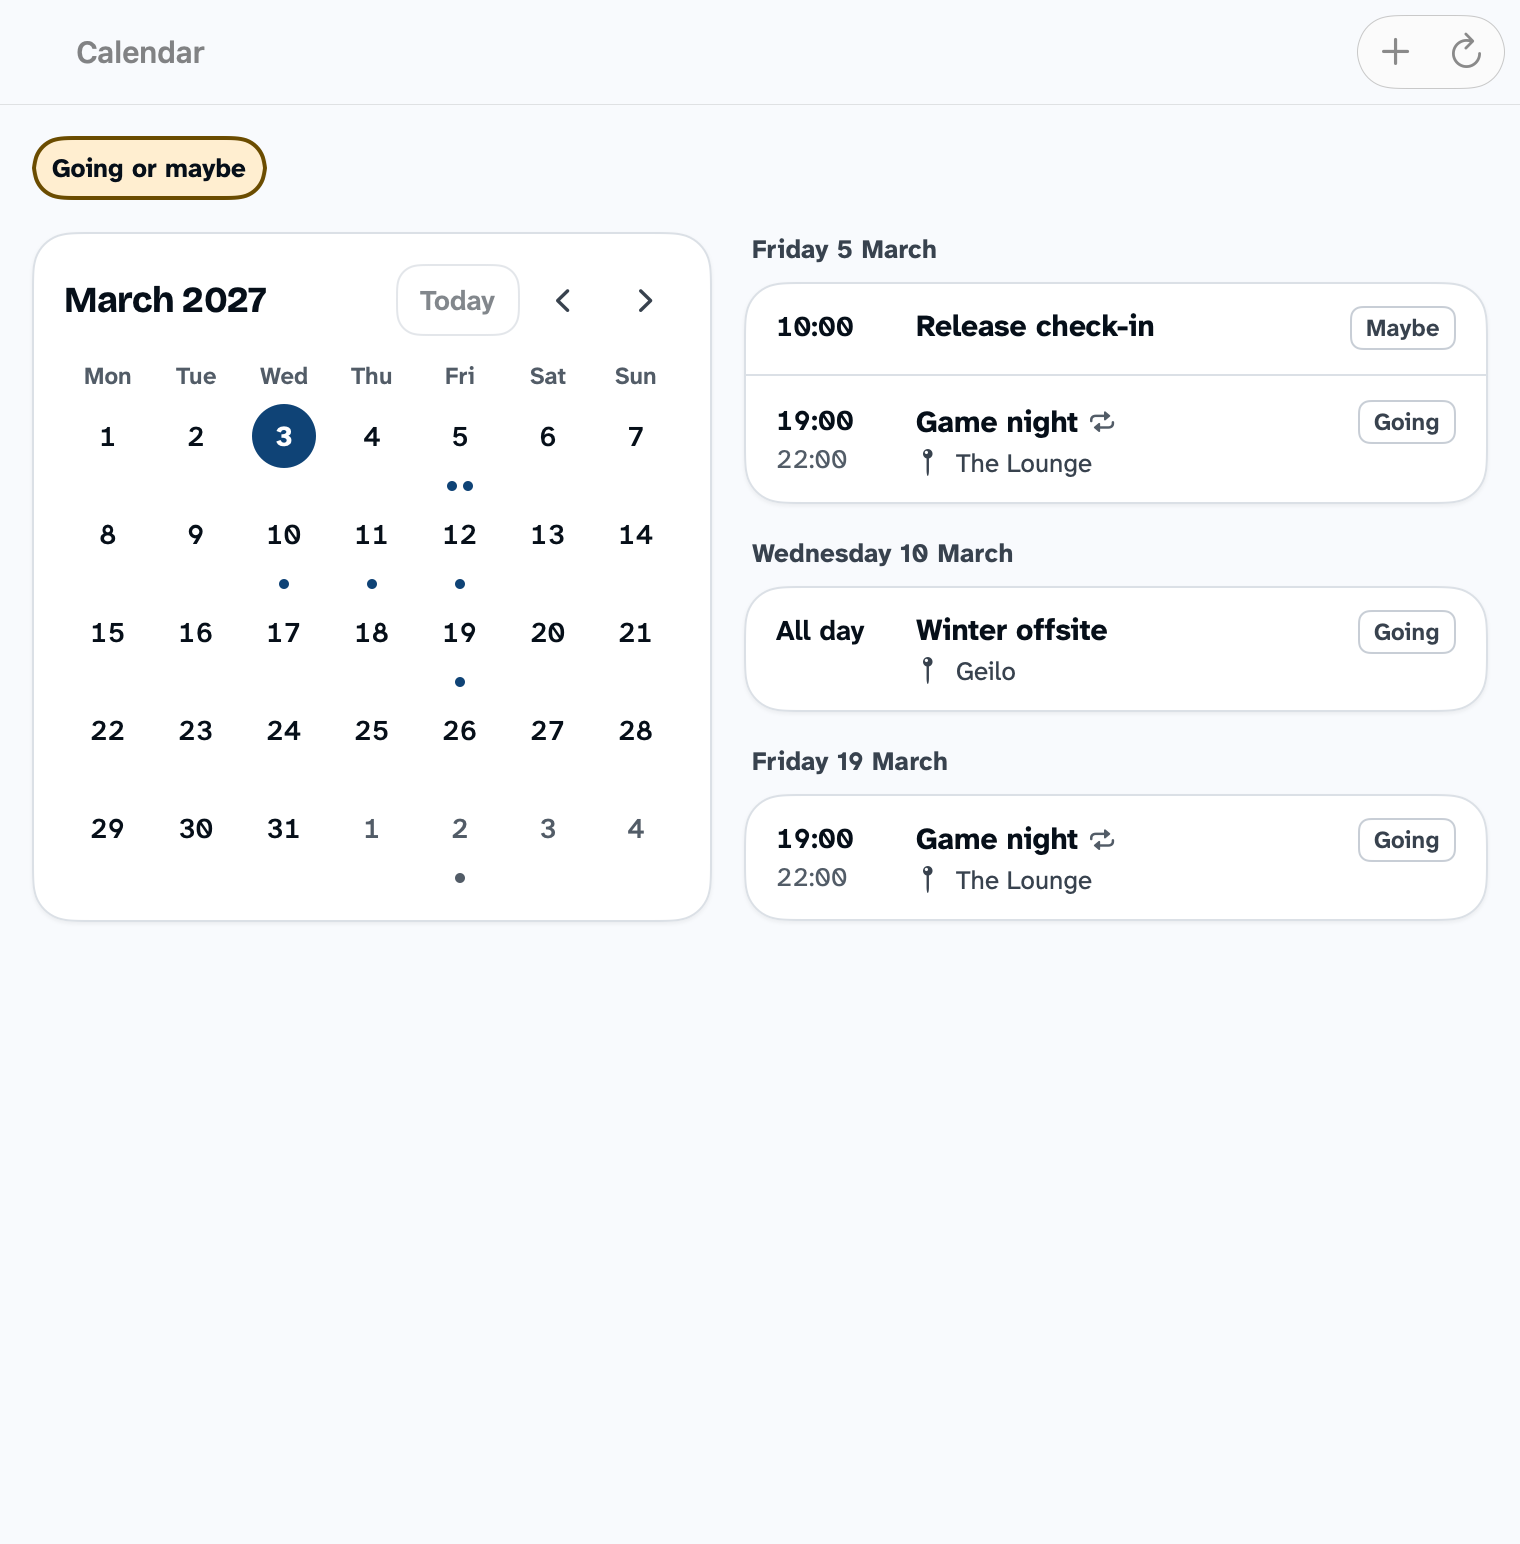 Calendar
Going or maybe
March 2027
Today
Mon Tue Wed Thu Fri Sat Sun
1 2 3 4 5 6 7
8 9 10 11 12 13 14
15 16 17 18 19 20 21
22 23 24 25 26 27 28
29 30 31 1 2 3 4
Friday 5 March
10:00 Release check-in Maybe
19:00 Game night Going
22:00 The Lounge
Wednesday 10 March
All day Winter offsite Going
Geilo
Friday 19 March
19:00 Game night Going
22:00 The Lounge